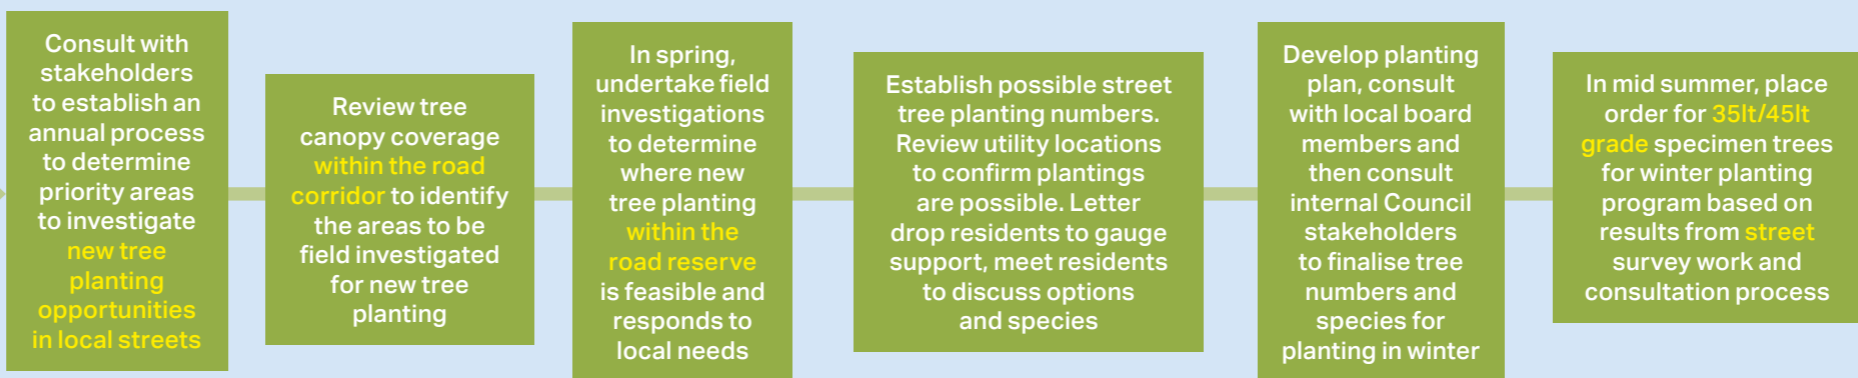 Consult with
stakeholders
to establish an
annual process
to determine
priority areas
to investigate
new tree
planting
opportunities
in local streets
Review tree
canopy coverage
within the road
corridor to identify
the areas to be
field investigated
for new tree
planting
In spring,
undertake field
investigations
to determine
where new
tree planting
within the
road reserve
is feasible and
responds to
local needs
Establish possible street
tree planting numbers.
Review utility locations
to confirm plantings
are possible. Letter
drop residents to gauge
support, meet residents
to discuss options
and species
Develop planting
plan, consult
with local board
members and
then consult
internal Council
stakeholders
to finalise tree
numbers and
species for
planting in winter
In mid summer, place
order for 35lt/45lt
grade specimen trees
for winter planting
program based on
results from street
survey work and
consultation process